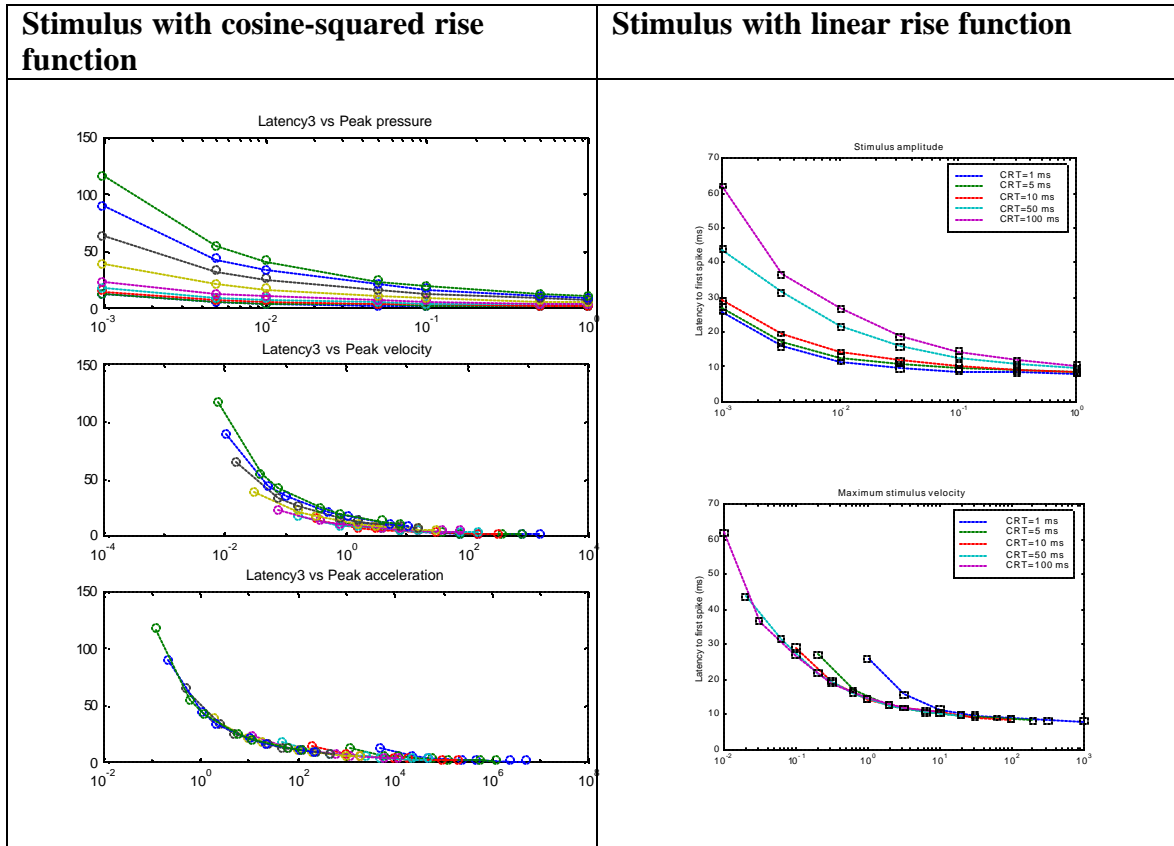 Stimulus with cosine-squared rise
function
Stimulus with linear rise function
Latency3 vs Peak pressure
150
100
50
0
10^-3
10^-2
10^-1
10^0
Latency3 vs Peak velocity
150
100
50
0
10^-4
10^-2
10^0
10^2
10^4
Latency3 vs Peak acceleration
150
100
50
0
10^-2
10^0
10^2
10^4
10^6
10^8
Stimulus amplitude
Latency to first spike (ms)
70
60
50
40
30
20
10
0
10^-3
10^-2
10^-1
10^0
CRT=1 ms
CRT=5 ms
CRT=10 ms
CRT=50 ms
CRT=100 ms
Maximum stimulus velocity
Latency to first spike (ms)
70
60
50
40
30
20
10
0
10^-2
10^-1
10^0
10^1
10^2
10^3
CRT=1 ms
CRT=5 ms
CRT=10 ms
CRT=50 ms
CRT=100 ms